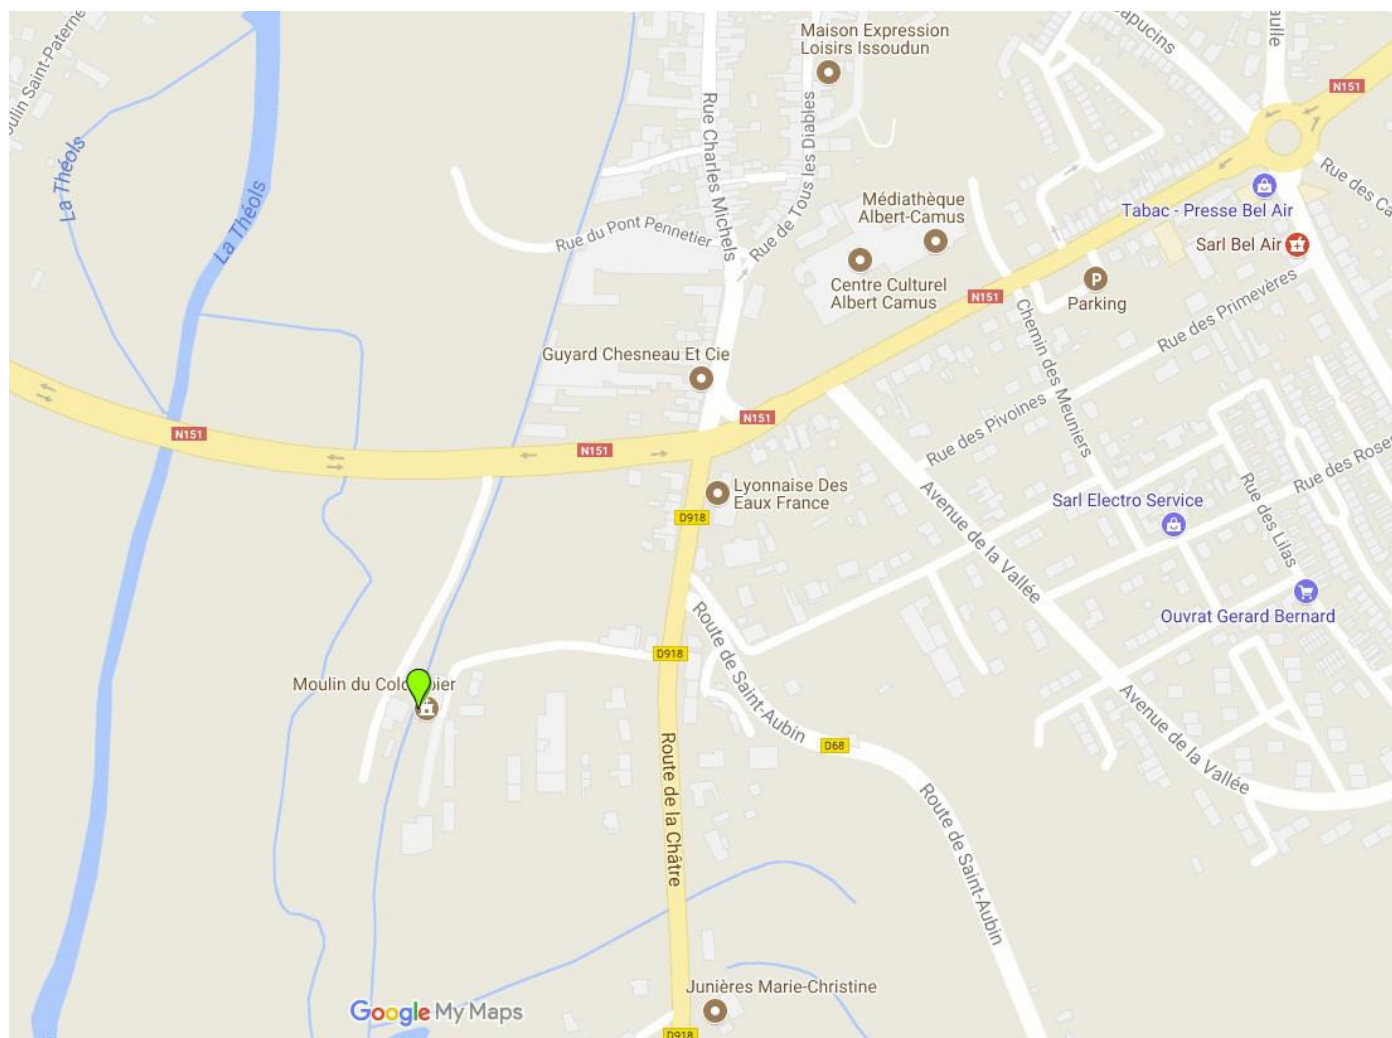 Maison Expression
Loisirs Issoudun
N151
La Théols
La Théols
Rue Charles Michels
Rue de Tous les Diables
Rue du Pont Pennetier
Médiathèque
Albert-Camus
Centre Culturel
Albert Camus
Tabac - Presse Bel Air
Sarl Bel Air
P
Parking
N151
Rue des Primevères
Chemin des Meuniers
Guyard Chesneau Et Cie
N151
N151
N151
Rue des Pivoines
Rue des Roses
Lyonnaise Des
Eaux France
D918
Avenue de la Vallée
Sarl Electro Service
Rue des Lilas
Ouvrat Gerard Bernard
Route de Saint-Aubin
D918
Moulin du Colo
bier
Avenue de la Vallée
D68
Route de la Châtre
Route de Saint-Aubin
Junières Marie-Christine
Google My Maps
D918